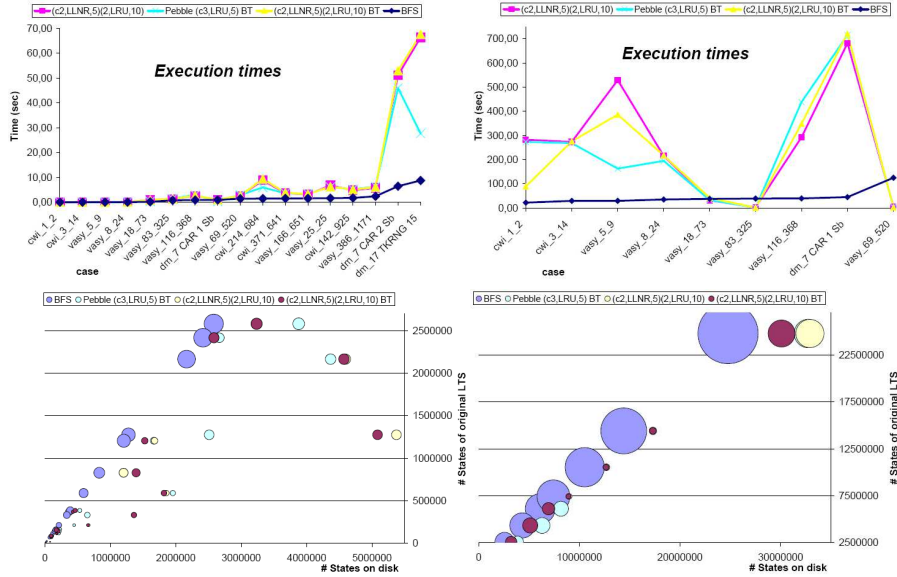 (c2,LLNR,5)(2,LRU,10) Pebble (c3,LRU,5) BT (c2,LLNR,5)(2,LRU,10) BT BFS
Execution times
Time (sec)
70,00
60,00
50,00
40,00
30,00
20,00
10,00
0,00
cwi_1_2
cwi_3_14
vasy_5_9
vasy_8_24
vasy_18_73
vasy_83_325
vasy_116_368
dm_7 CAR 1 Sb
vasy_69_520
cwi_214_684
cwi_371_641
vasy_166_651
vasy_25_25
cwi_142_925
vasy_386_1171
dm_7 CAR 2 Sb
dm_17 TKRNG 15
case
(c2,LLNR,5)(2,LRU,10) Pebble (c3,LRU,5) BT (c2,LLNR,5)(2,LRU,10) BT BFS
Execution times
Time (sec)
700,00
600,00
500,00
400,00
300,00
200,00
100,00
0,00
cwi_1_2
cwi_3_14
vasy_5_9
vasy_8_24
vasy_18_73
vasy_83_325
vasy_116_368
dm_7 CAR 1 Sb
vasy_69_520
case
BFS Pebble (c3,LRU,5) BT (c2,LLNR,5)(2,LRU,10) (c2,LLNR,5)(2,LRU,10) BT
2500000
2000000
1500000
1000000
500000
0
# States of original LTS
0 1000000 2000000 3000000 4000000 5000000
# States on disk
BFS Pebble (c3,LRU,5) BT (c2,LLNR,5)(2,LRU,10) (c2,LLNR,5)(2,LRU,10) BT
22500000
17500000
12500000
7500000
2500000
# States of original LTS
0 10000000 20000000 30000000
# States on disk